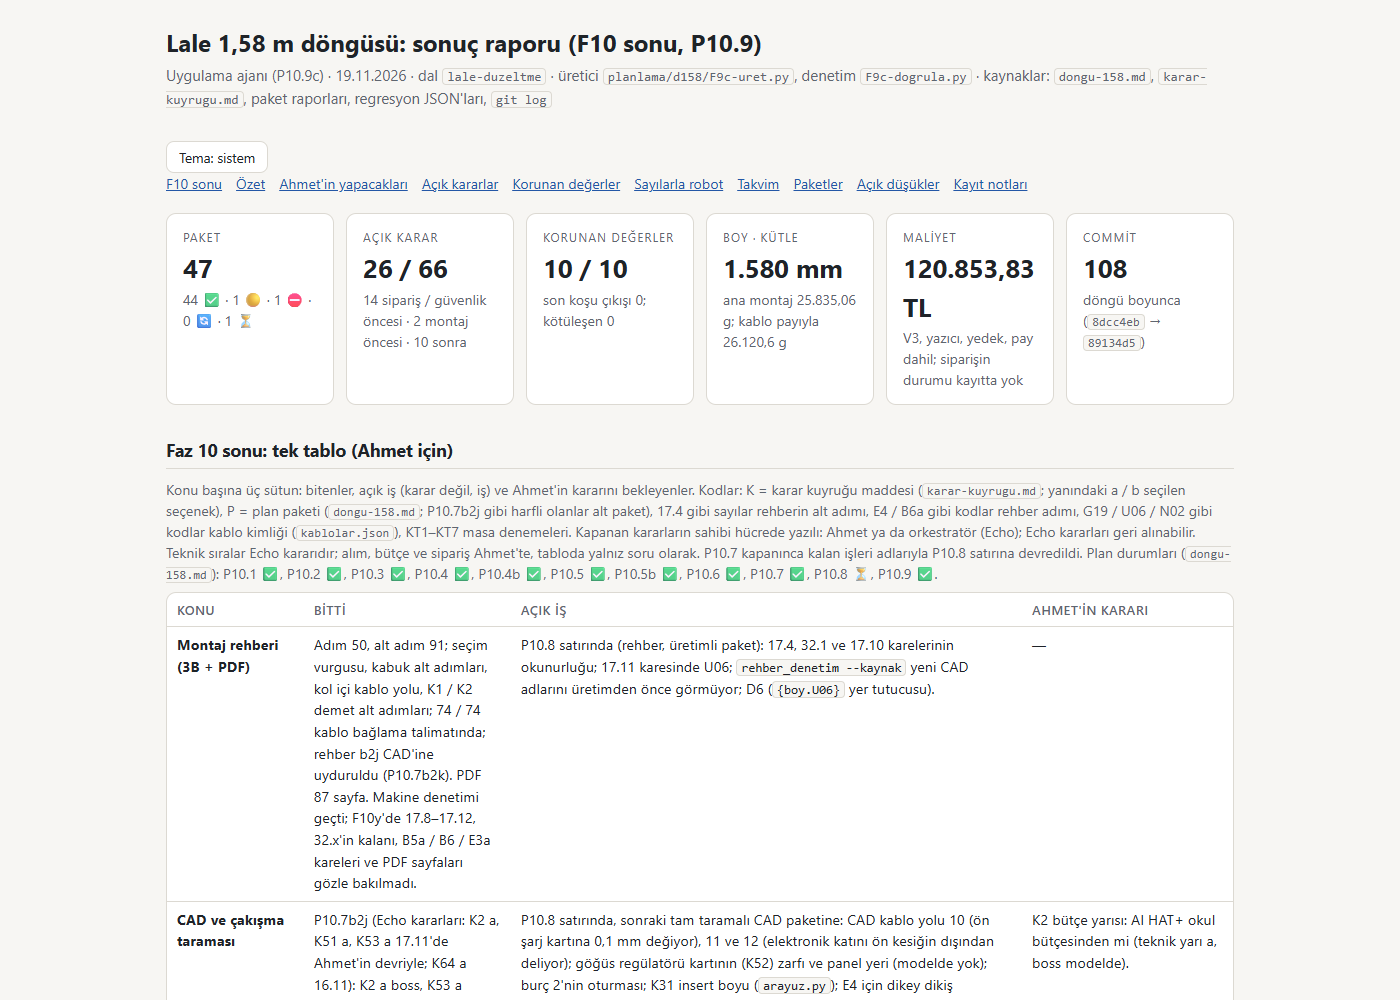 Lale 1,58 m döngüsü: sonuç raporu (F10 sonu, P10.9)
Uygulama ajanı (P10.9c) · 19.11.2026 · dal lale-duzeltme · üretici planlama/d158/F9c-uret.py, denetim F9c-dogrula.py · kaynaklar: dongu-158.md, karar-
kuyrugu.md, paket raporları, regresyon JSON'ları, git log
Tema: sistem
F10 sonu Özet Ahmet'in yapacakları Açık kararlar Korunan değerler Sayılarla robot Takvim Paketler Açık düşükler Kayıt notları
PAKET
47
44 ✅ · 1 🟡 · 1 ⛔ ·
0 🔄 · 1 ⏳
AÇIK KARAR
26 / 66
14 sipariş / güvenlik
öncesi · 2 montaj
öncesi · 10 sonra
KORUNAN DEĞERLER
10 / 10
son koşu çıkışı 0;
kötüleşen 0
BOY · KÜTLE
1.580 mm
ana montaj 25.835,06
g; kablo payıyla
26.120,6 g
MALİYET
120.853,83
TL
V3, yazıcı, yedek, pay
dahil; siparişin
durumu kayıtta yok
COMMİT
108
döngü boyunca
(8dcc4eb →
89134d5)
Faz 10 sonu: tek tablo (Ahmet için)
Konu başına üç sütun: bitenler, açık iş (karar değil, iş) ve Ahmet'in kararını bekleyenler. Kodlar: K = karar kuyruğu maddesi (karar-kuyrugu.md; yanındaki a / b seçilen
seçenek), P = plan paketi (dongu-158.md; P10.7b2j gibi harfli olanlar alt paket), 17.4 gibi sayılar rehberin alt adımı, E4 / B6a gibi kodlar rehber adımı, G19 / U06 / N02 gibi
kodlar kablo kimliği (kablolar.json), KT1–KT7 masa denemeleri. Kapanan kararların sahibi hücrede yazılı: Ahmet ya da orkestratör (Echo); Echo kararları geri alınabilir.
Teknik sıralar Echo kararıdır; alım, bütçe ve sipariş Ahmet'te, tabloda yalnız soru olarak. P10.7 kapanınca kalan işleri adlarıyla P10.8 satırına devredildi. Plan durumları (dongu-
158.md): P10.1 ✅, P10.2 ✅, P10.3 ✅, P10.4 ✅, P10.4b ✅, P10.5 ✅, P10.5b ✅, P10.6 ✅, P10.7 ✅, P10.8 ⏳, P10.9 ✅.
KONU BİTTİ AÇIK İŞ AHMET'İN KARARI
Montaj rehberi
(3B + PDF)
Adım 50, alt adım 91; seçim
vurgusu, kabuk alt adımları,
kol içi kablo yolu, K1 / K2
demet alt adımları; 74 / 74
kablo bağlama talimatında;
rehber b2j CAD'ine
uyduruldu (P10.7b2k). PDF
87 sayfa. Makine denetimi
geçti; F10y'de 17.8–17.12,
32.x'in kalanı, B5a / B6 / E3a
kareleri ve PDF sayfaları
gözle bakılmadı.
P10.8 satırında (rehber, üretimli paket): 17.4, 32.1 ve 17.10 karelerinin
okunurluğu; 17.11 karesinde U06; rehber_denetim --kaynak yeni CAD
adlarını üretimden önce görmüyor; D6 ({boy.U06} yer tutucusu).
—
CAD ve çakışma
taraması
P10.7b2j (Echo kararları: K2 a,
K51 a, K53 a 17.11'de
Ahmet'in devriyle; K64 a
16.11): K2 a boss, K53 a
P10.8 satırında, sonraki tam taramalı CAD paketine: CAD kablo yolu 10 (ön
şarj kartına 0,1 mm değiyor), 11 ve 12 (elektronik katını ön kesiğin dışından
deliyor); göğüs regülatörü kartının (K52) zarfı ve panel yeri (modelde yok);
burç 2'nin oturması; K31 insert boyu (arayuz.py); E4 için dikey dikiş
K2 bütçe yarısı: AI HAT+ okul
bütçesinden mi (teknik yarı a,
boss modelde).